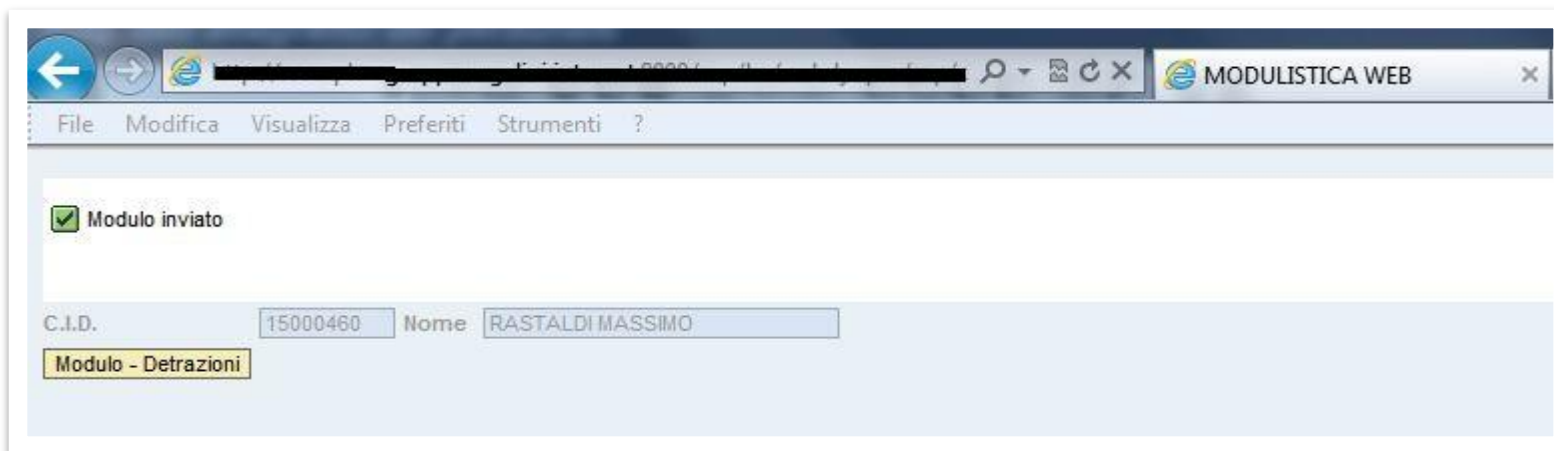 MODULISTICA WEB
File Modifica Visualizza Preferiti Strumenti ?
Modulo inviato
C.I.D. 15000460 Nome RASTALDI MASSIMO
Modulo - Detrazioni